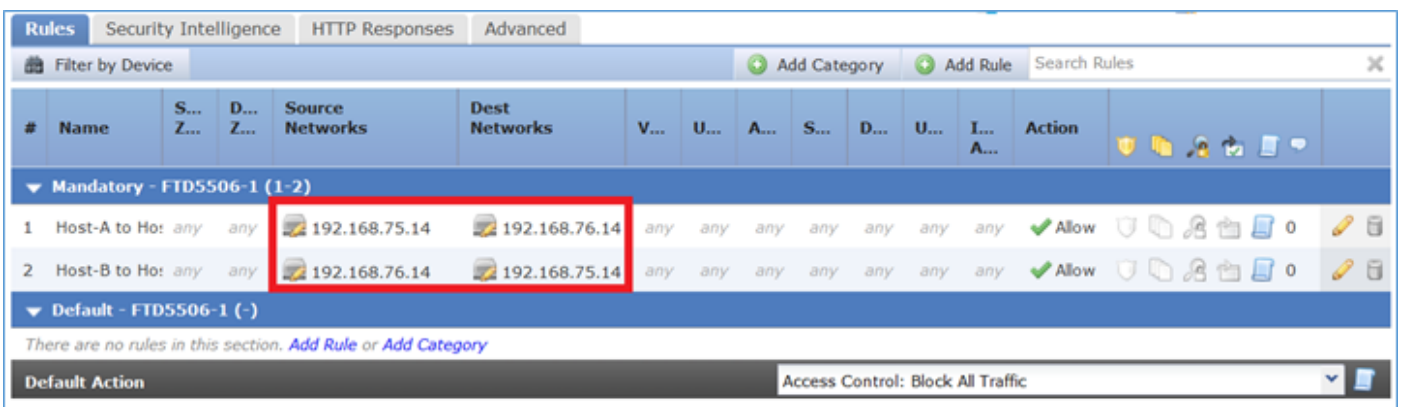 Rules Security Intelligence HTTP Responses Advanced
Filter by Device Add Category Add Rule Search Rules
# Name S... Z... D... Z... Source Networks Dest Networks V... U... A... S... D... U... I... A... Action
Mandatory - FTD5506-1 (1-2)
1 Host-A to Hos any any 192.168.75.14 192.168.76.14 any any any any any any any Allow 0
2 Host-B to Hos any any 192.168.76.14 192.168.75.14 any any any any any any any Allow 0
Default - FTD5506-1 (-)
There are no rules in this section. Add Rule or Add Category
Default Action Access Control: Block All Traffic